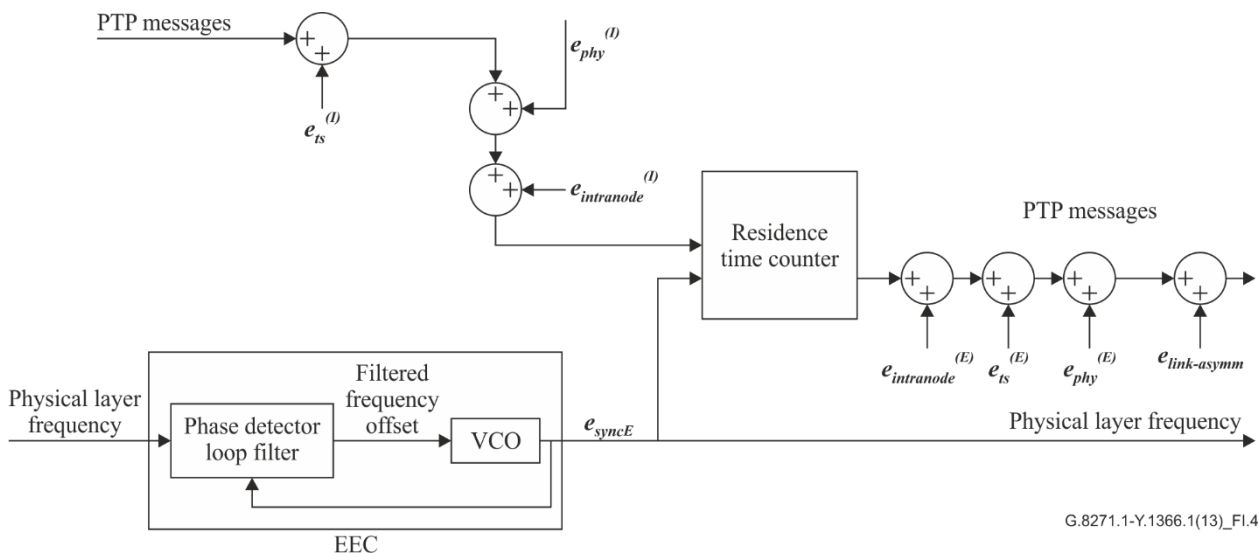 PTP messages
+
+
e_ts^(I)
e_phy^(I)
+
+
+
+
e_intranode^(I)
Residence
time counter
PTP messages
+
+
+
+
+
+
+
+
e_intranode^(E)
e_ts^(E)
e_phy^(E)
e_link-asymm
Physical layer
frequency
Phase detector
loop filter
Filtered
frequency
offset
VCO
e_syncE
Physical layer frequency
EEC
G.8271.1-Y.1366.1(13)_FI.4